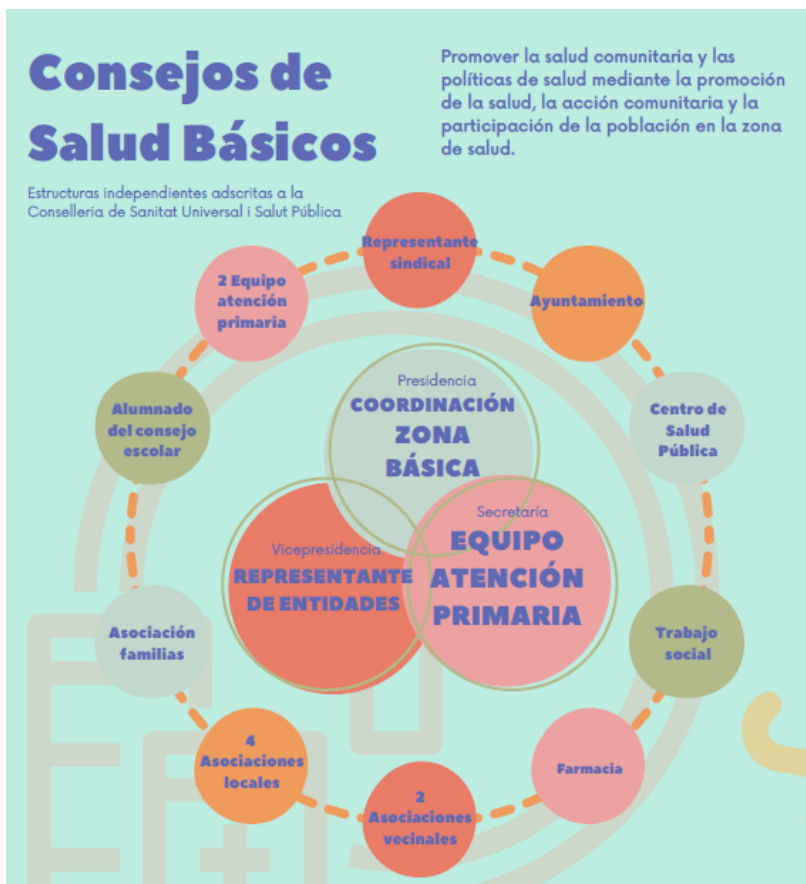 Consejos de
Salud Básicos
Promover la salud comunitaria y las
políticas de salud mediante la promoción
de la salud, la acción comunitaria y la
participación de la población en la zona
de salud.
Estructuras independientes adscritas a la
Conselleria de Sanitat Universal i Salut Pública
Representante
sindical
2 Equipo
atención
primaria
Ayuntamiento
Presidencia
COORDINACIÓN
ZONA
BÁSICA
Alumnado
del consejo
escolar
Centro de
Salud
Pública
Secretaría
EQUIPO
ATENCIÓN
PRIMARIA
Vicepresidencia
REPRESENTANTE
DE ENTIDADES
Asociación
familias
Trabajo
social
4
Asociaciones
locales
Farmacia
2
Asociaciones
vecinales